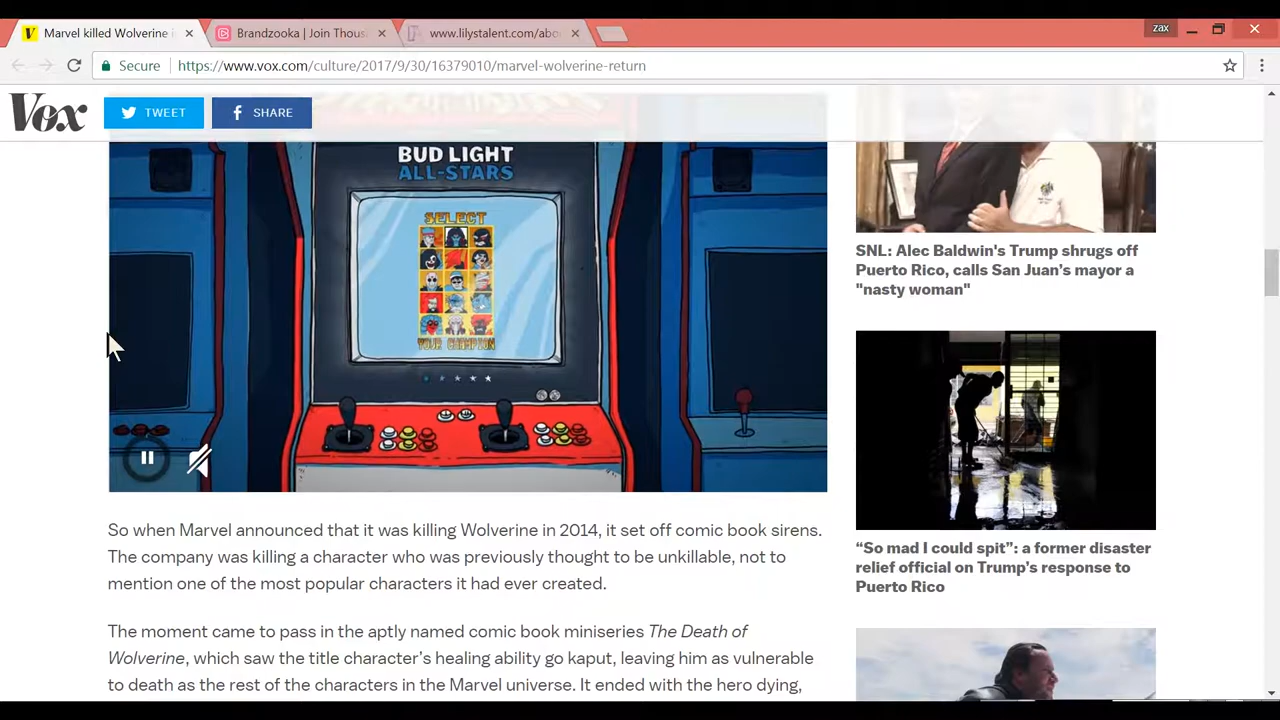 Marvel killed Wolverine i
Brandzooka | Join Thous
www.lilystalent.com/abo
zax
Secure
https://www.vox.com/culture/2017/9/30/16379010/marvel-wolverine-return
Vox
TWEET
SHARE
BUD LIGHT
ALL-STARS
SELECT
YOUR CHAMPION
SNL: Alec Baldwin's Trump shrugs off
Puerto Rico, calls San Juan's mayor a
"nasty woman"
“So mad I could spit”: a former disaster
relief official on Trump’s response to
Puerto Rico
So when Marvel announced that it was killing Wolverine in 2014, it set off comic book sirens.
The company was killing a character who was previously thought to be unkillable, not to
mention one of the most popular characters it had ever created.
The moment came to pass in the aptly named comic book miniseries The Death of
Wolverine, which saw the title character’s healing ability go kaput, leaving him as vulnerable
to death as the rest of the characters in the Marvel universe. It ended with the hero dying,